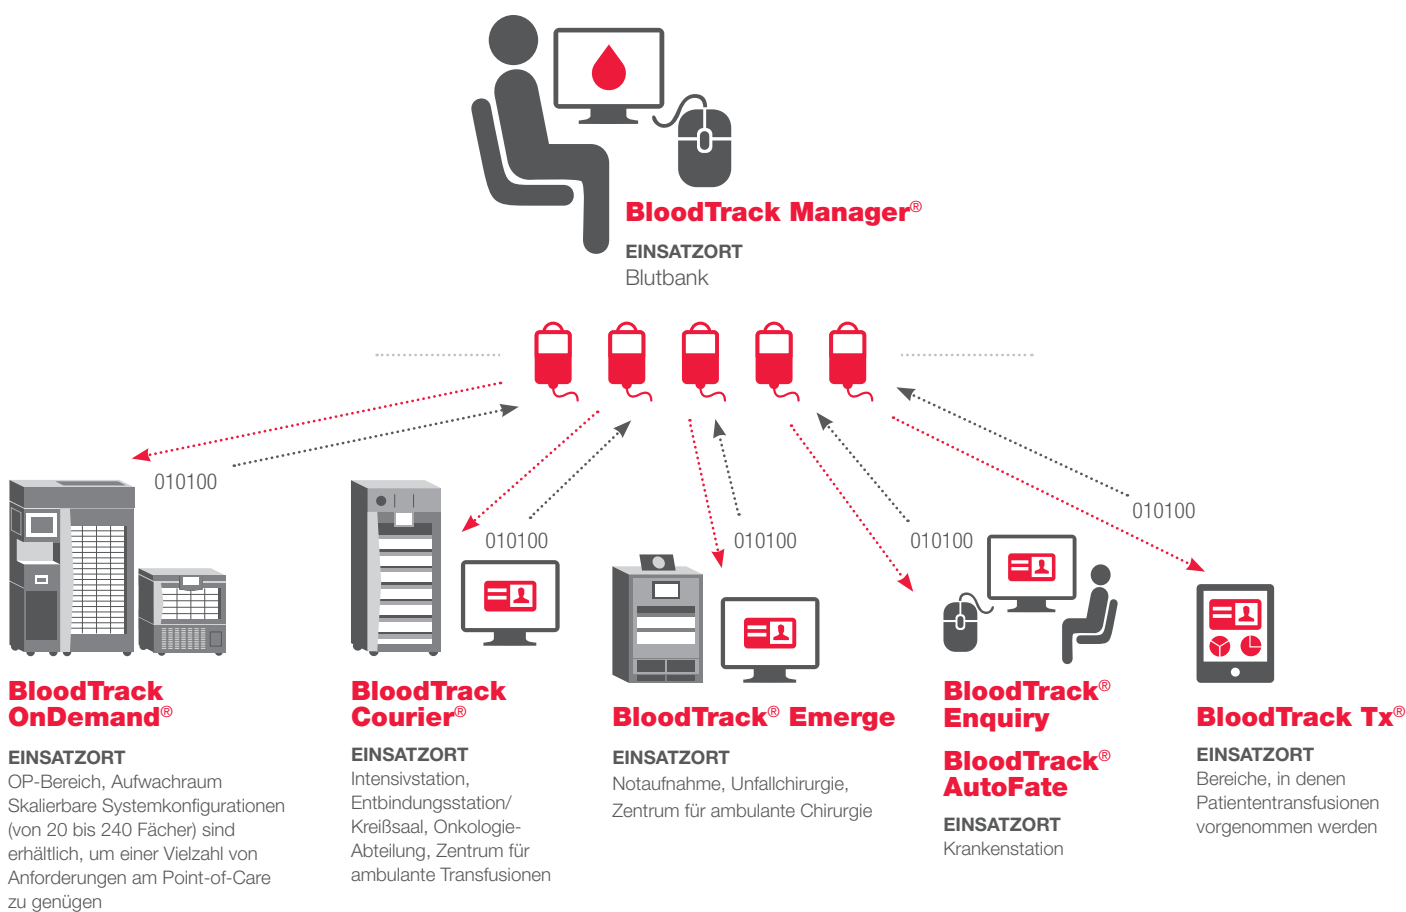 BloodTrack Manager®
EINSATZORT
Blutbank
010100
010100
010100
010100
010100
BloodTrack
OnDemand®
EINSATZORT
OP-Bereich, Aufwachraum
Skalierbare Systemkonfigurationen
(von 20 bis 240 Fächer) sind
erhältlich, um einer Vielzahl von
Anforderungen am Point-of-Care
zu genügen
BloodTrack
Courier®
EINSATZORT
Intensivstation,
Entbindungsstation/
Kreißsaal, Onkologie-
Abteilung, Zentrum für
ambulante Transfusionen
BloodTrack® Emerge
EINSATZORT
Notaufnahme, Unfallchirurgie,
Zentrum für ambulante Chirurgie
BloodTrack®
Enquiry
BloodTrack®
AutoFate
EINSATZORT
Krankenstation
BloodTrack Tx®
EINSATZORT
Bereiche, in denen
Patiententransfusionen
vorgenommen werden